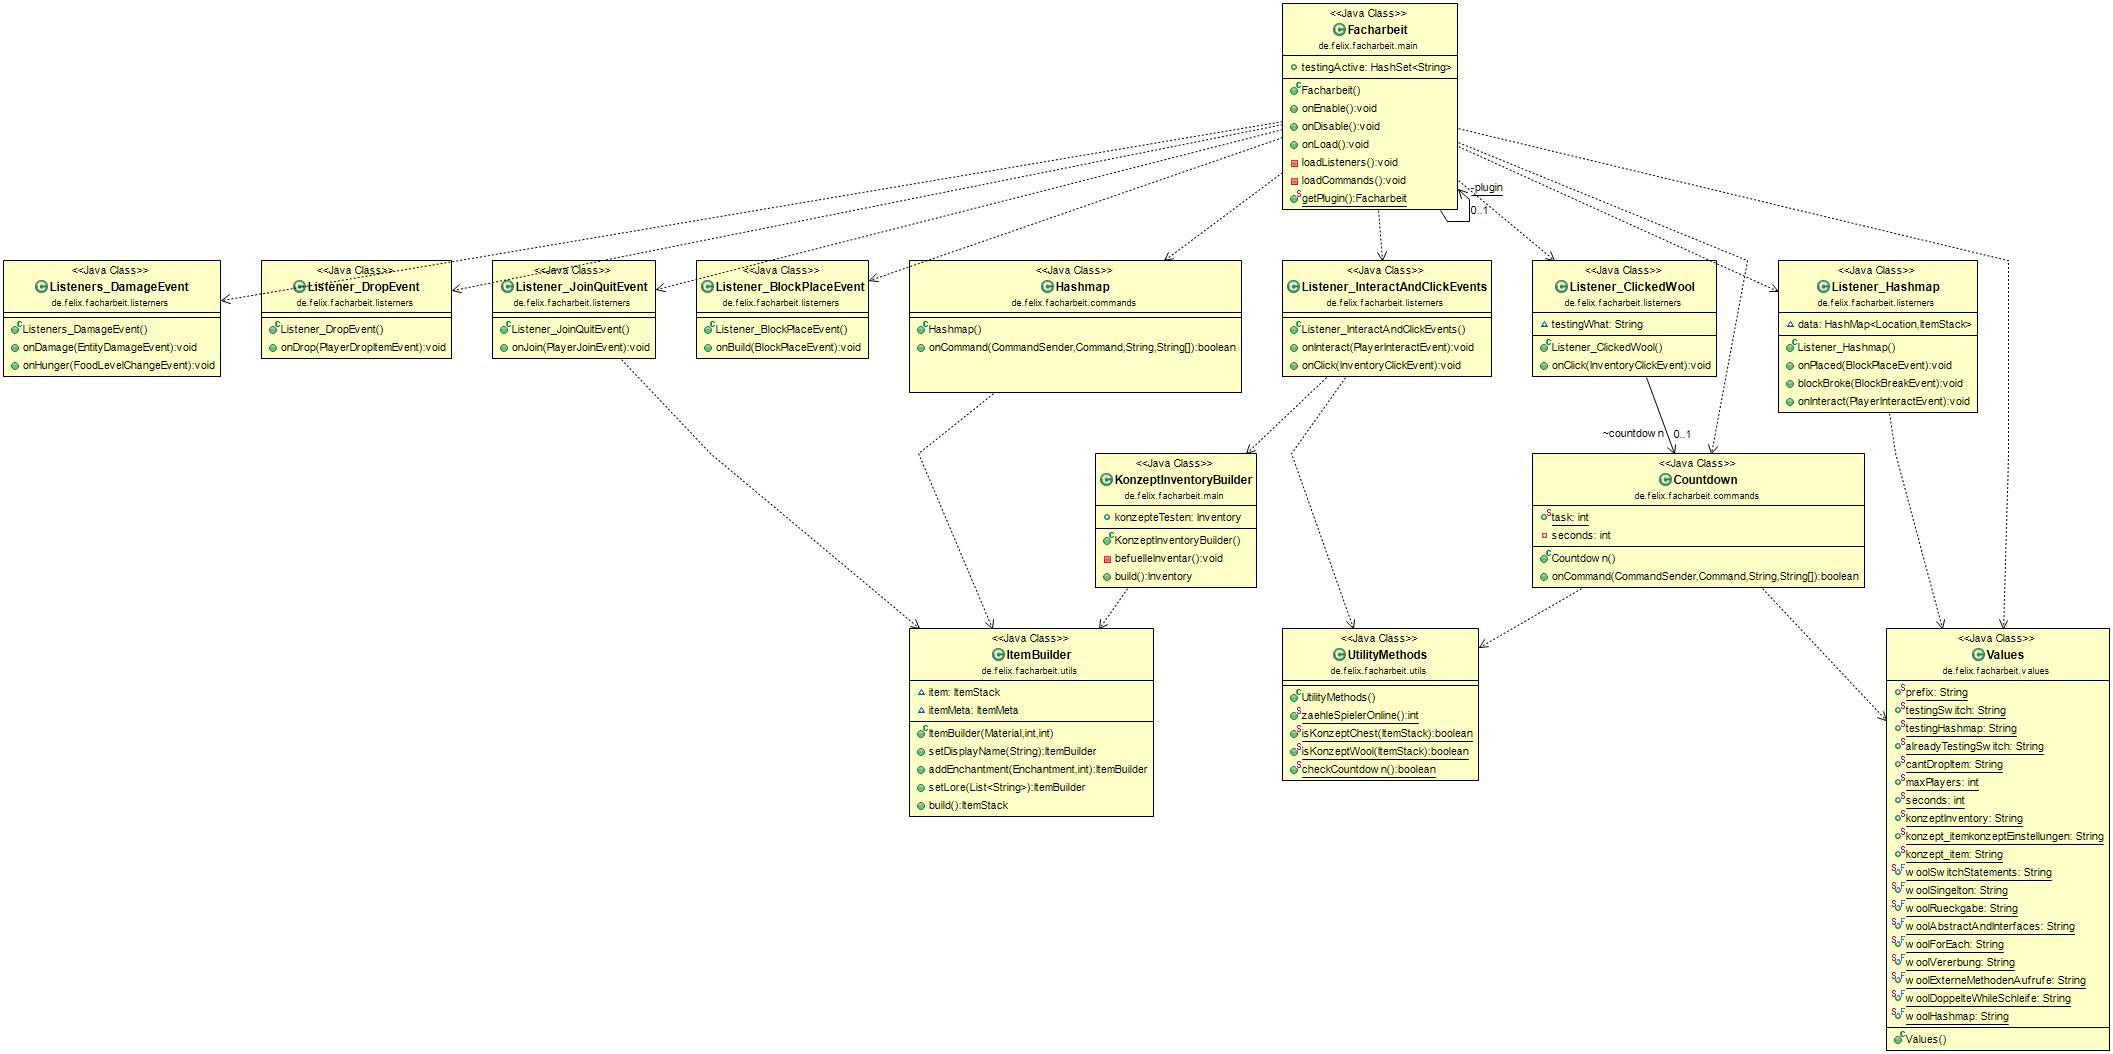 <<Java Class>>
Facharbeit
de.felix.facharbeit.main
testingActive: HashSet<String>
Facharbeit()
onEnable():void
onDisable():void
onLoad():void
loadListeners():void
loadCommands():void
getPlugin():Facharbeit
-plugin
0..1
<<Java Class>>
Listeners_DamageEvent
de.felix.facharbeit.listerners
Listeners_DamageEvent()
onDamage(EntityDamageEvent):void
onHunger(FoodLevelChangeEvent):void
<<Java Class>>
Listener_DropEvent
de.felix.facharbeit.listerners
Listener_DropEvent()
onDrop(PlayerDropItemEvent):void
<<Java Class>>
Listener_JoinQuitEvent
de.felix.facharbeit.listerners
Listener_JoinQuitEvent()
onJoin(PlayerJoinEvent):void
<<Java Class>>
Listener_BlockPlaceEvent
de.felix.facharbeit.listerners
Listener_BlockPlaceEvent()
onBuild(BlockPlaceEvent):void
<<Java Class>>
Hashmap
de.felix.facharbeit.commands
Hashmap()
onCommand(CommandSender,Command,String,String[]):boolean
<<Java Class>>
Listener_InteractAndClickEvents
de.felix.facharbeit.listerners
Listener_InteractAndClickEvents()
onInteract(PlayerInteractEvent):void
onClick(InventoryClickEvent):void
<<Java Class>>
Listener_ClickedWool
de.felix.facharbeit.listerners
testingWhat: String
Listener_ClickedWool()
onClick(InventoryClickEvent):void
<<Java Class>>
Listener_Hashmap
de.felix.facharbeit.listerners
data: HashMap<Location,ItemStack>
Listener_Hashmap()
onPlaced(BlockPlaceEvent):void
blockBroke(BlockBreakEvent):void
onInteract(PlayerInteractEvent):void
~countdown
0..1
<<Java Class>>
KonzeptInventoryBuilder
de.felix.facharbeit.main
konzepteTesten: Inventory
KonzeptInventoryBuilder()
befuelleInventar():void
build():Inventory
<<Java Class>>
Countdown
de.felix.facharbeit.commands
task: int
seconds: int
Countdown()
onCommand(CommandSender,Command,String,String[]):boolean
<<Java Class>>
ItemBuilder
de.felix.facharbeit.utils
item: ItemStack
itemMeta: ItemMeta
ItemBuilder(Material,int,int)
setDisplayName(String):ItemBuilder
addEnchantment(Enchantment,int):ItemBuilder
setLore(List<String>):ItemBuilder
build():ItemStack
<<Java Class>>
UtilityMethods
de.felix.facharbeit.utils
UtilityMethods()
zaehleSpielerOnline():int
isKonzeptChest(ItemStack):boolean
isKonzeptWool(ItemStack):boolean
checkCountdown():boolean
<<Java Class>>
Values
de.felix.facharbeit.values
prefix: String
testingSwitch: String
testingHashmap: String
alreadyTestingSwitch: String
cantDropItem: String
maxPlayers: int
seconds: int
konzeptInventory: String
konzept_itemkonzeptEinstellungen: String
konzept_item: String
woolSwitchStatements: String
woolSingelton: String
woolRueckgabe: String
woolAbstractAndInterfaces: String
woolForEach: String
woolVererbung: String
woolExterneMethodenAufrufe: String
woolDoppelteWhileSchleife: String
woolHashmap: String
Values()